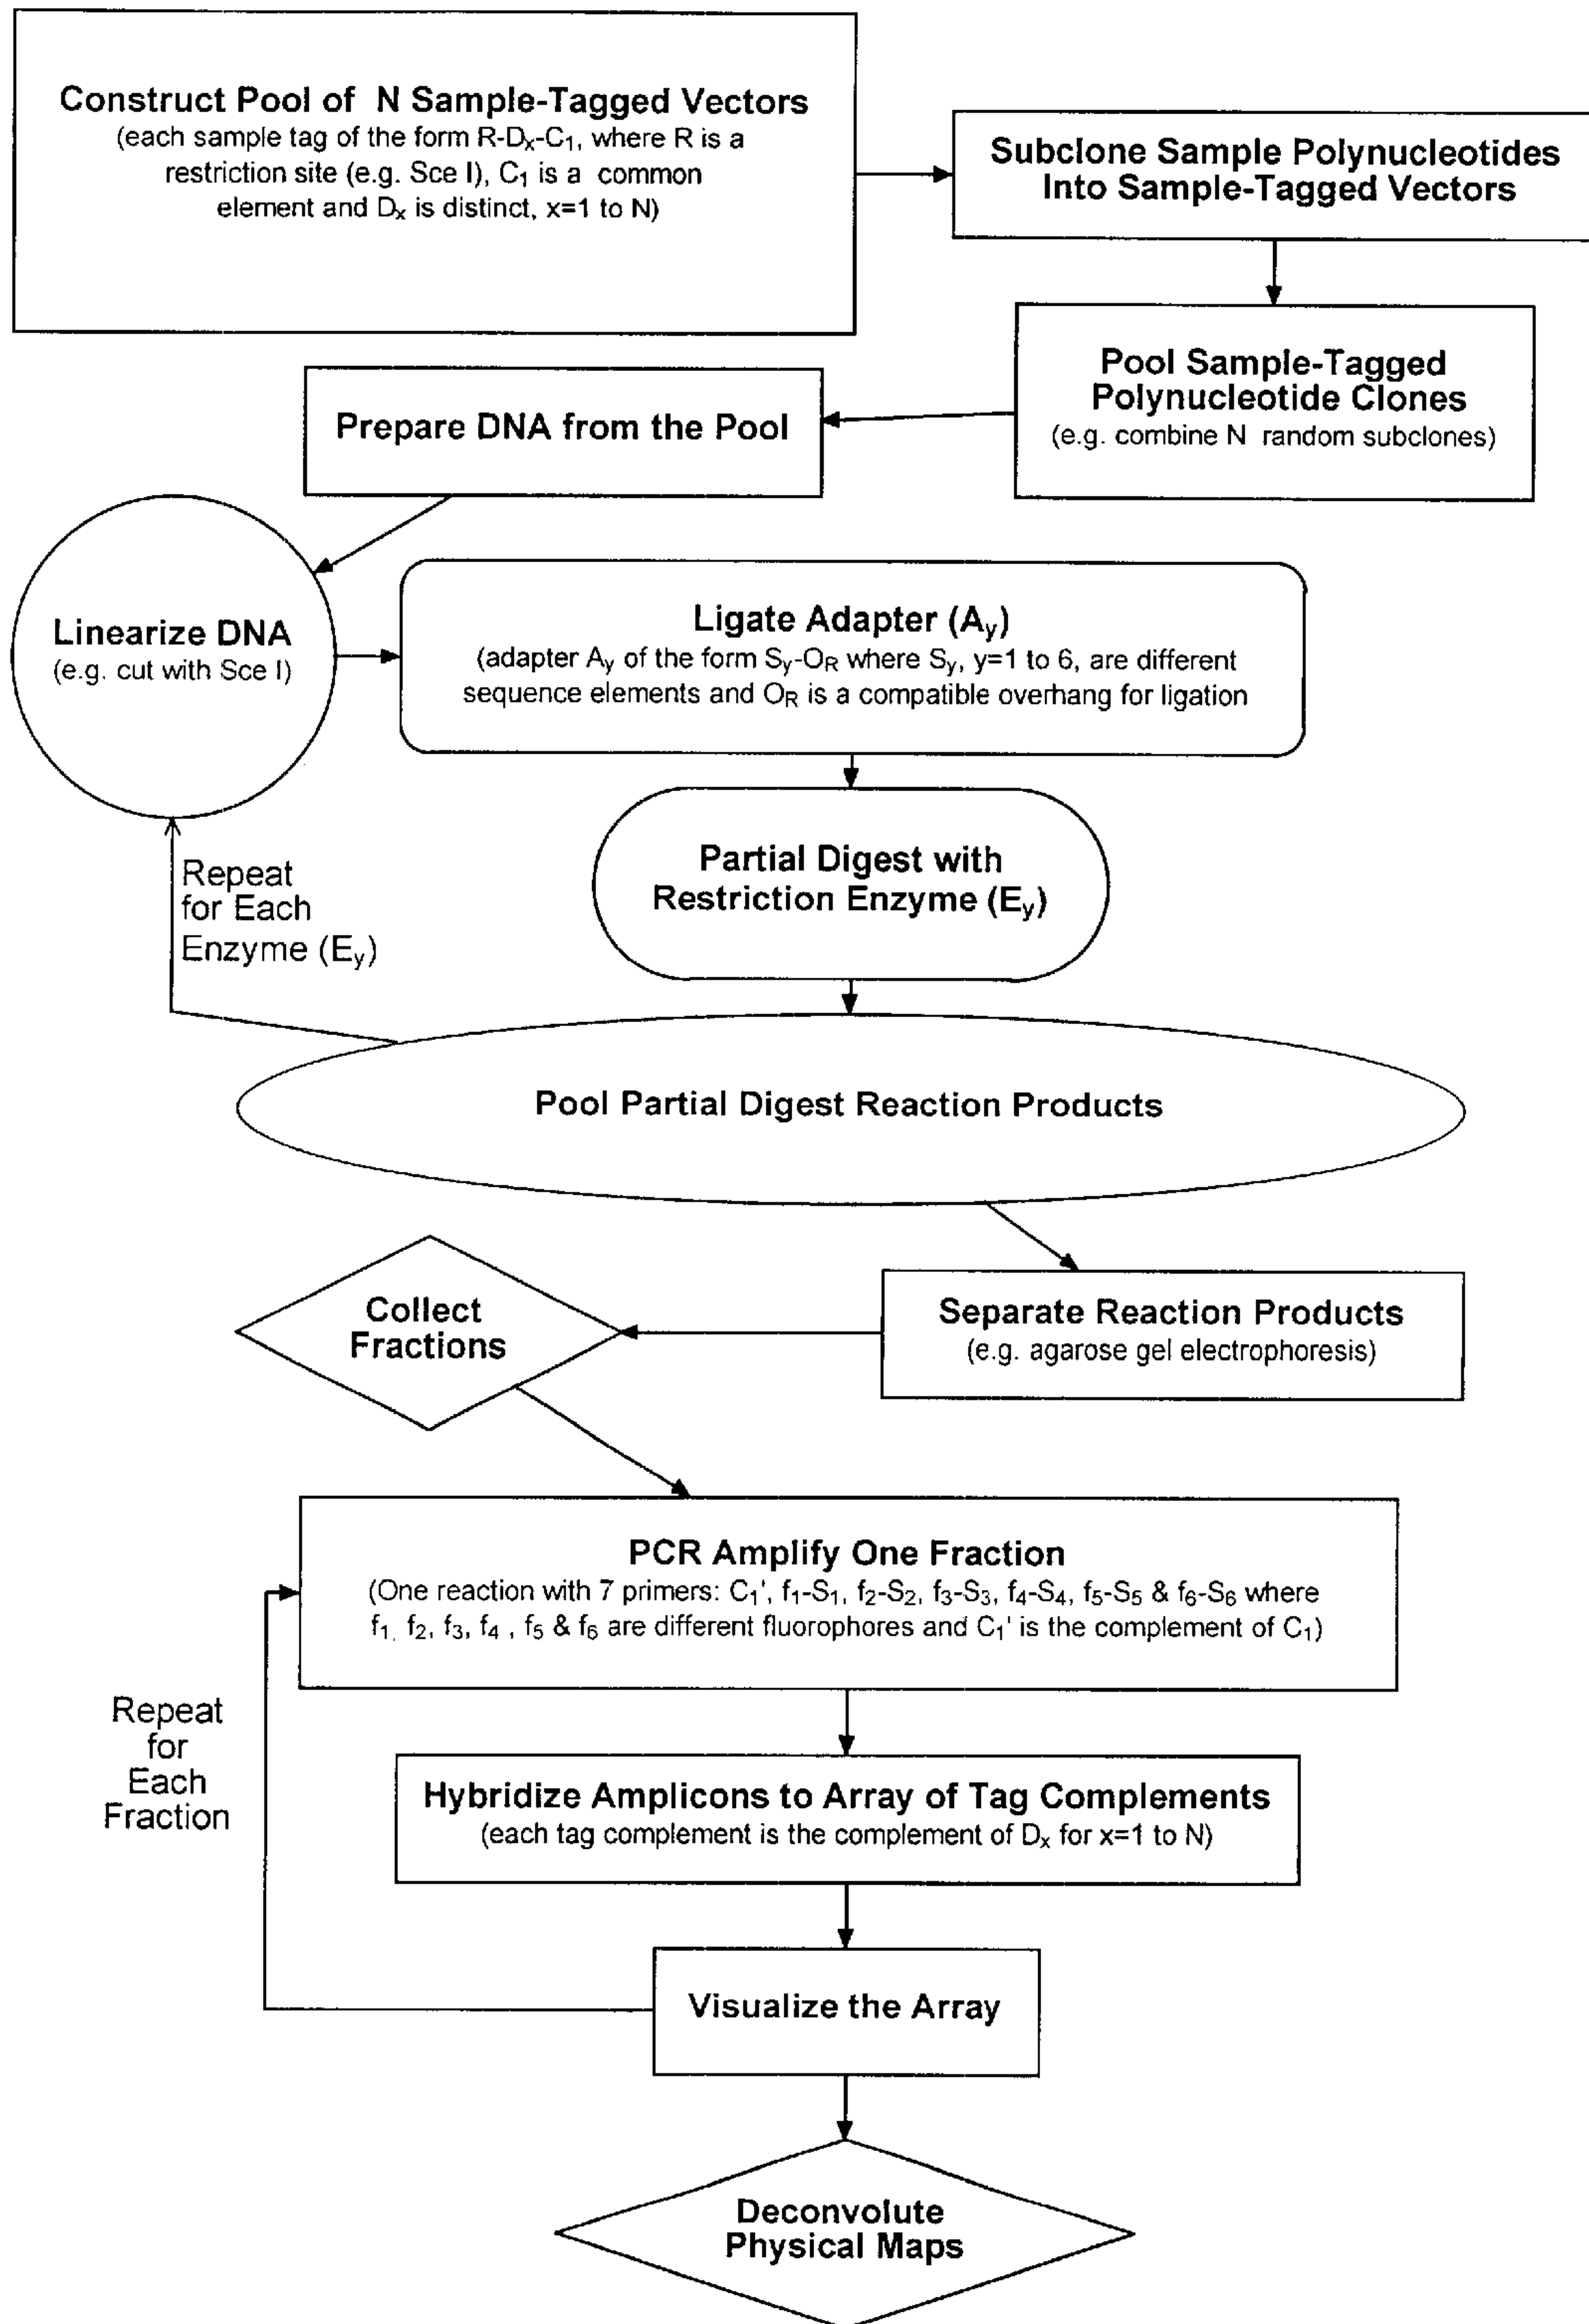 Construct Pool of N Sample-Tagged Vectors
(each sample tag of the form R-Dₓ-C₁, where R is a
restriction site (e.g. Sce I), C₁ is a common
element and Dₓ is distinct, x=1 to N)
Subclone Sample Polynucleotides
Into Sample-Tagged Vectors
Pool Sample-Tagged
Polynucleotide Clones
(e.g. combine N random subclones)
Prepare DNA from the Pool
Linearize DNA
(e.g. cut with Sce I)
Ligate Adapter (Aᵧ)
(adapter Aᵧ of the form Sᵧ-Oᵣ where Sᵧ, y=1 to 6, are different
sequence elements and Oᵣ is a compatible overhang for ligation
Partial Digest with
Restriction Enzyme (Eᵧ)
Repeat
for Each
Enzyme (Eᵧ)
Pool Partial Digest Reaction Products
Separate Reaction Products
(e.g. agarose gel electrophoresis)
Collect
Fractions
PCR Amplify One Fraction
(One reaction with 7 primers: C₁', f₁-S₁, f₂-S₂, f₃-S₃, f₄-S₄, f₅-S₅ & f₆-S₆ where
f₁, f₂, f₃, f₄ , f₅ & f₆ are different fluorophores and C₁' is the complement of C₁)
Repeat
for
Each
Fraction
Hybridize Amplicons to Array of Tag Complements
(each tag complement is the complement of Dₓ for x=1 to N)
Visualize the Array
Deconvolute
Physical Maps